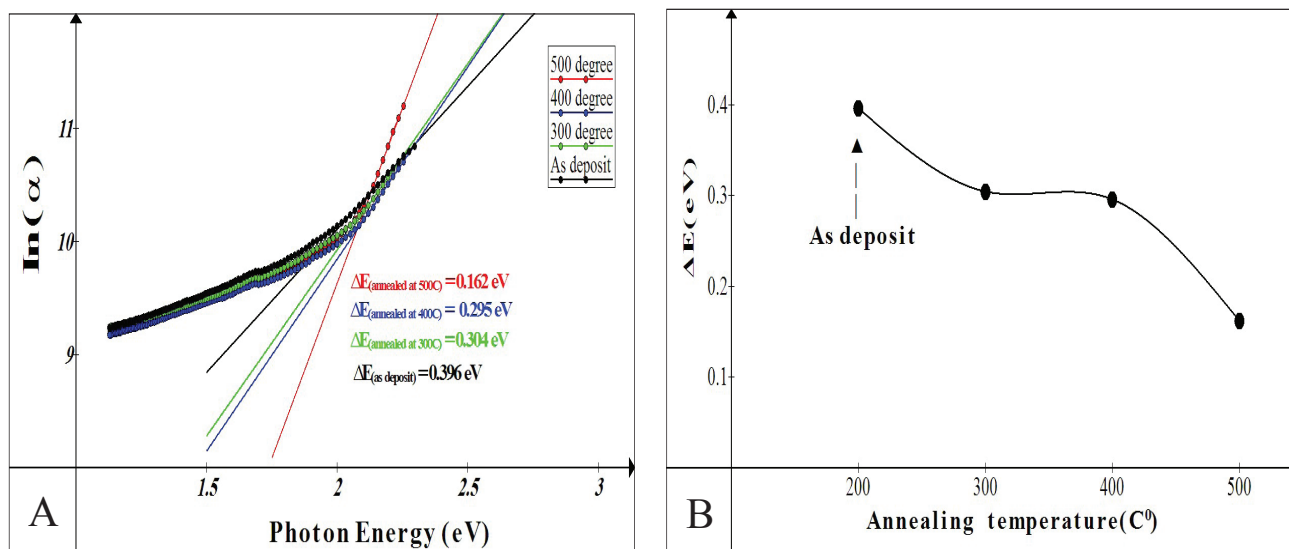 In(α)
11
10
9
500 degree
400 degree
300 degree
As deposit
ΔE(annealed at 500C) =0.162 eV
ΔE(annealed at 400C) = 0.295 eV
ΔE(annealed at 300C) =0.304 eV
ΔE(as deposit) =0.396 eV
1.5 2 2.5 3
Photon Energy (eV)
A
ΔE(eV)
0.4
0.3
0.2
0.1
As deposit
200 300 400 500
Annealing temperature(C⁰)
B